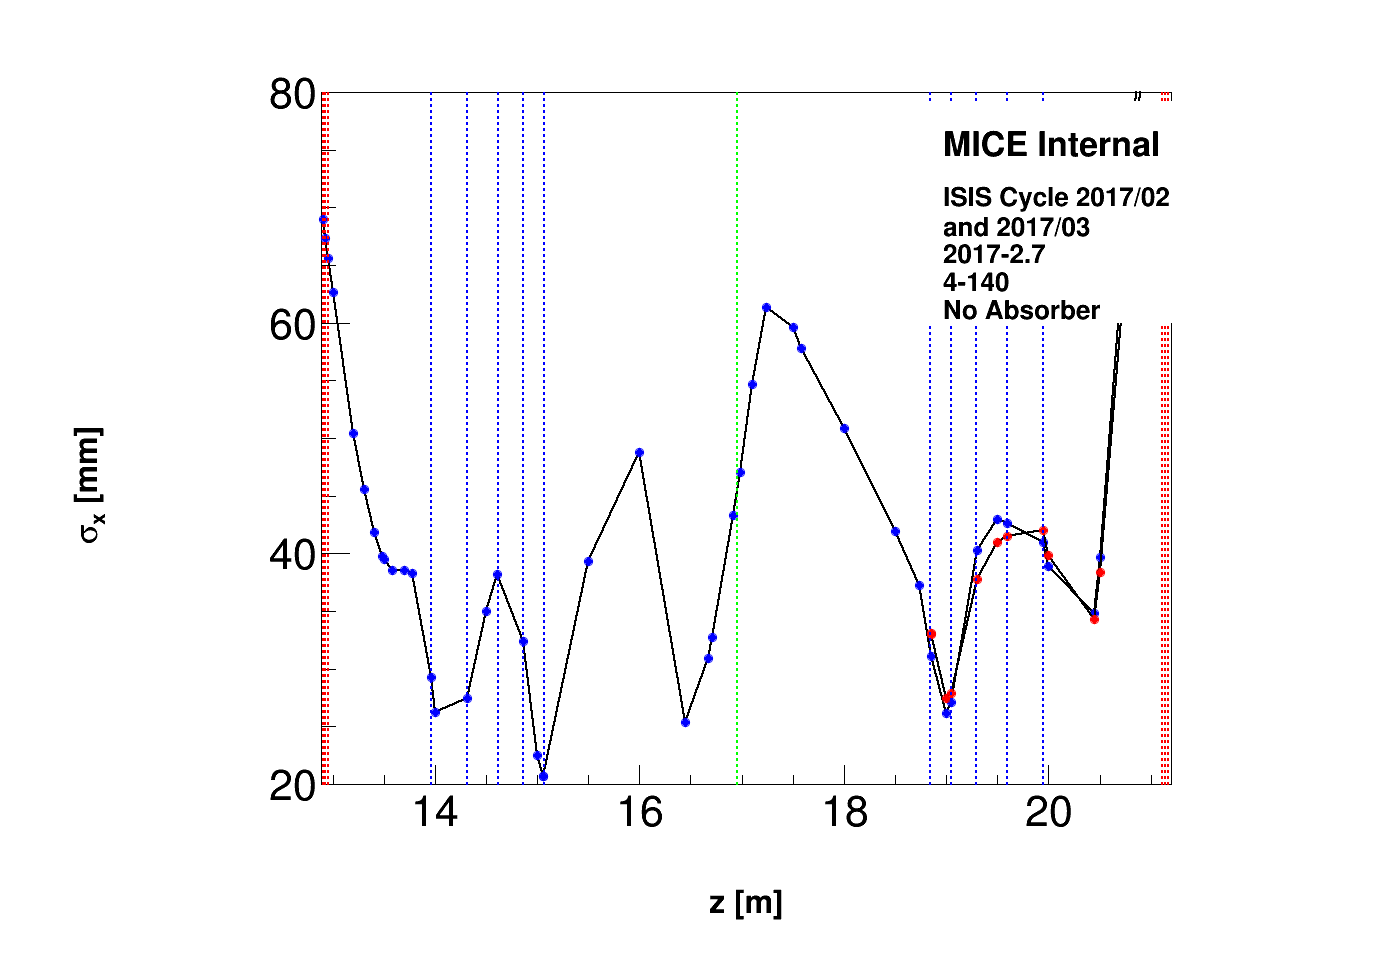 80
60
40
20
14 16 18 20
σx [mm]
z [m]
MICE Internal
ISIS Cycle 2017/02
and 2017/03
2017-2.7
4-140
No Absorber